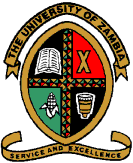 THE UNIVERSITY OF ZAMBIA
SERVICE AND EXCELLENCE